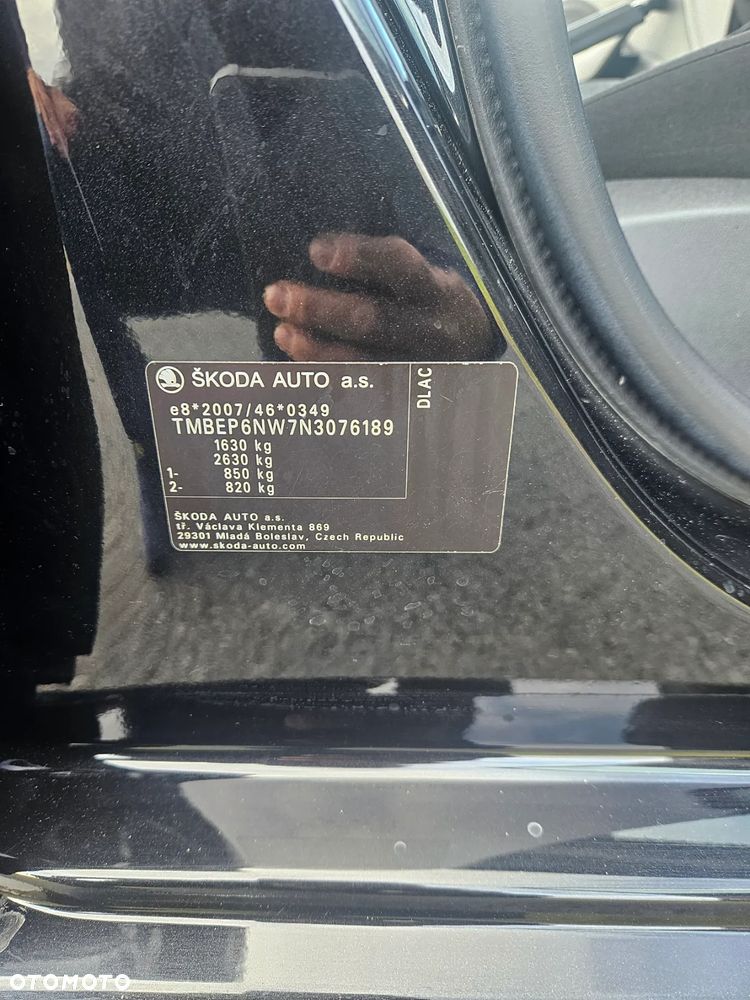 ŠKODA AUTO a.s.
DLAC
e8*2007/46*0349
TMBEP6NW7N3076189
1630 kg
2630 kg
1- 850 kg
2- 820 kg
ŠKODA AUTO a.s.
tř. Václava Klementa 869
29301 Mladá Boleslav, Czech Republic
www.skoda-auto.com
OTOMOTO